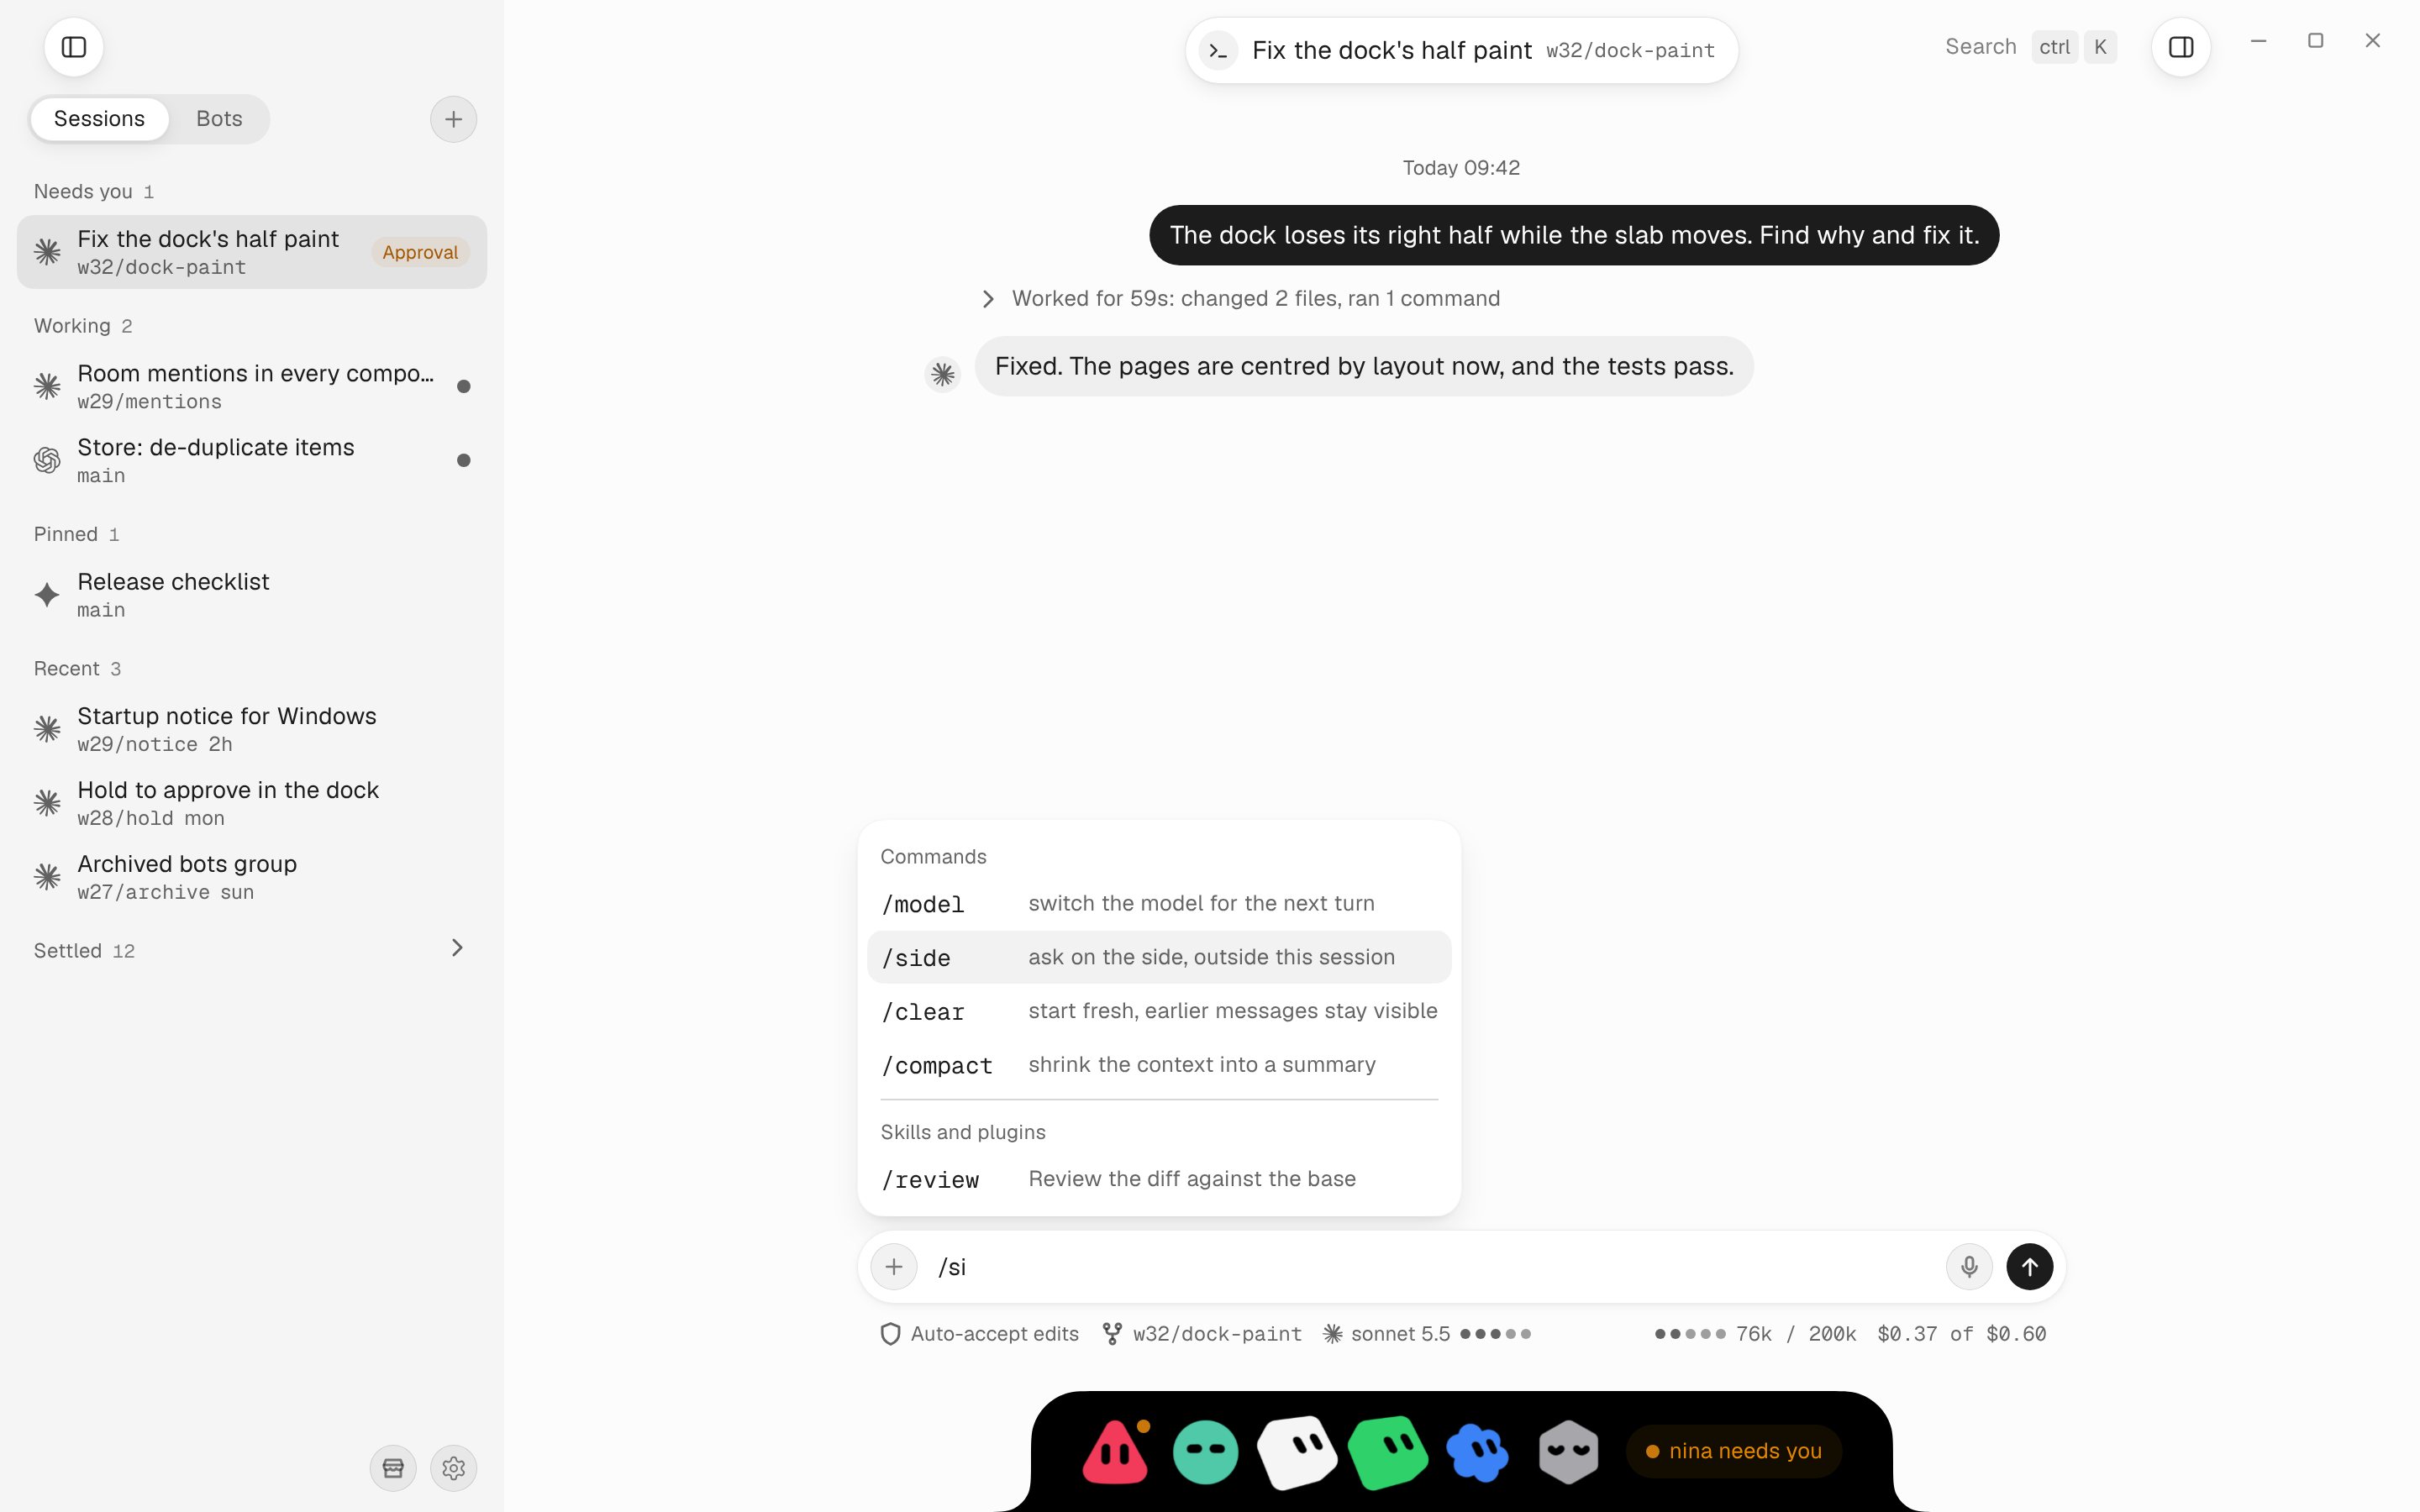 Fix the dock's half paint w32/dock-paint
Search ctrl K
Sessions Bots
Needs you 1
Fix the dock's half paint
w32/dock-paint
Approval
Working 2
Room mentions in every compo…
w29/mentions
Store: de-duplicate items
main
Pinned 1
Release checklist
main
Recent 3
Startup notice for Windows
w29/notice 2h
Hold to approve in the dock
w28/hold mon
Archived bots group
w27/archive sun
Settled 12
Today 09:42
The dock loses its right half while the slab moves. Find why and fix it.
Worked for 59s: changed 2 files, ran 1 command
Fixed. The pages are centred by layout now, and the tests pass.
Commands
/model switch the model for the next turn
/side ask on the side, outside this session
/clear start fresh, earlier messages stay visible
/compact shrink the context into a summary
Skills and plugins
/review Review the diff against the base
/si
Auto-accept edits w32/dock-paint sonnet 5.5 76k / 200k $0.37 of $0.60
nina needs you